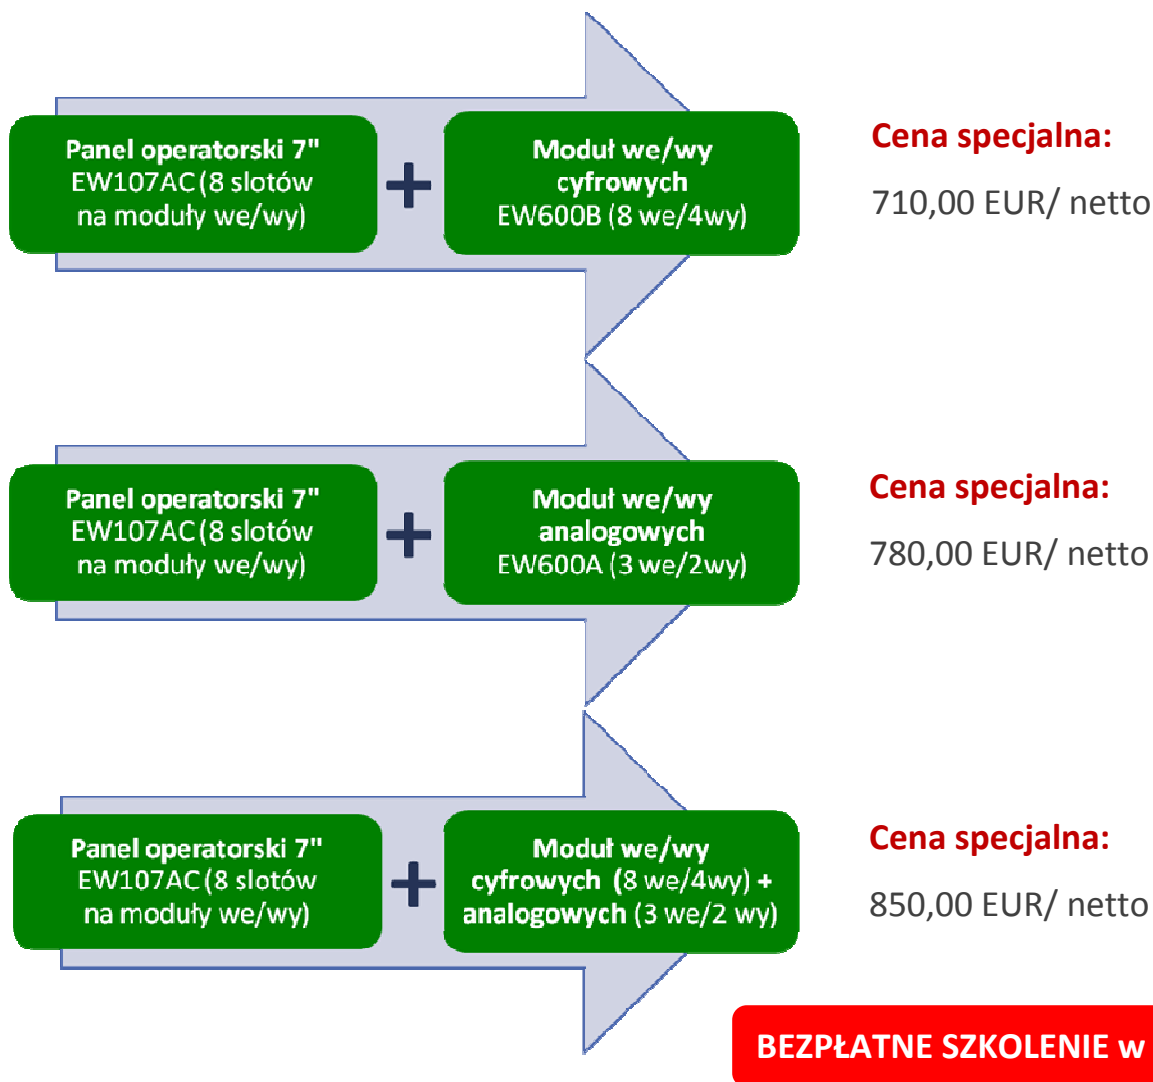 Panel operatorski 7"
EW107AC (8 slotów
na moduły we/wy)
+
Moduł we/wy
cyfrowych
EW600B (8 we/4wy)
Cena specjalna:
710,00 EUR/ netto
Panel operatorski 7"
EW107AC (8 slotów
na moduły we/wy)
+
Moduł we/wy
analogowych
EW600A (3 we/2wy)
Cena specjalna:
780,00 EUR/ netto
Panel operatorski 7"
EW107AC (8 slotów
na moduły we/wy)
+
Moduł we/wy
cyfrowych (8 we/4wy) +
analogowych (3 we/2 wy)
Cena specjalna:
850,00 EUR/ netto
BEZPŁATNE SZKOLENIE w